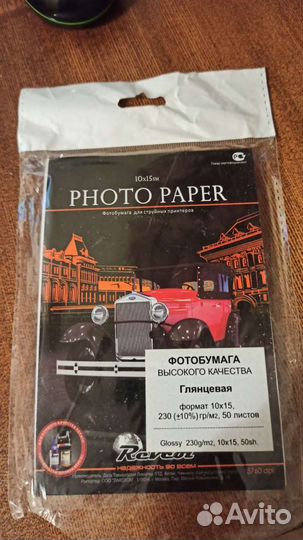 10x15см
PHOTO PAPER
Фотобумага для струйных принтеров
ФОТОБУМАГА
ВЫСОКОГО КАЧЕСТВА
Глянцевая
формат 10х15,
230 (±10%) гр/м2, 50 листов
Glossy 230g/m2, 10x15, 50sh.
Revcol
НАДЕЖНОСТЬ ВО ВСЕМ
5760 dpi
Avito